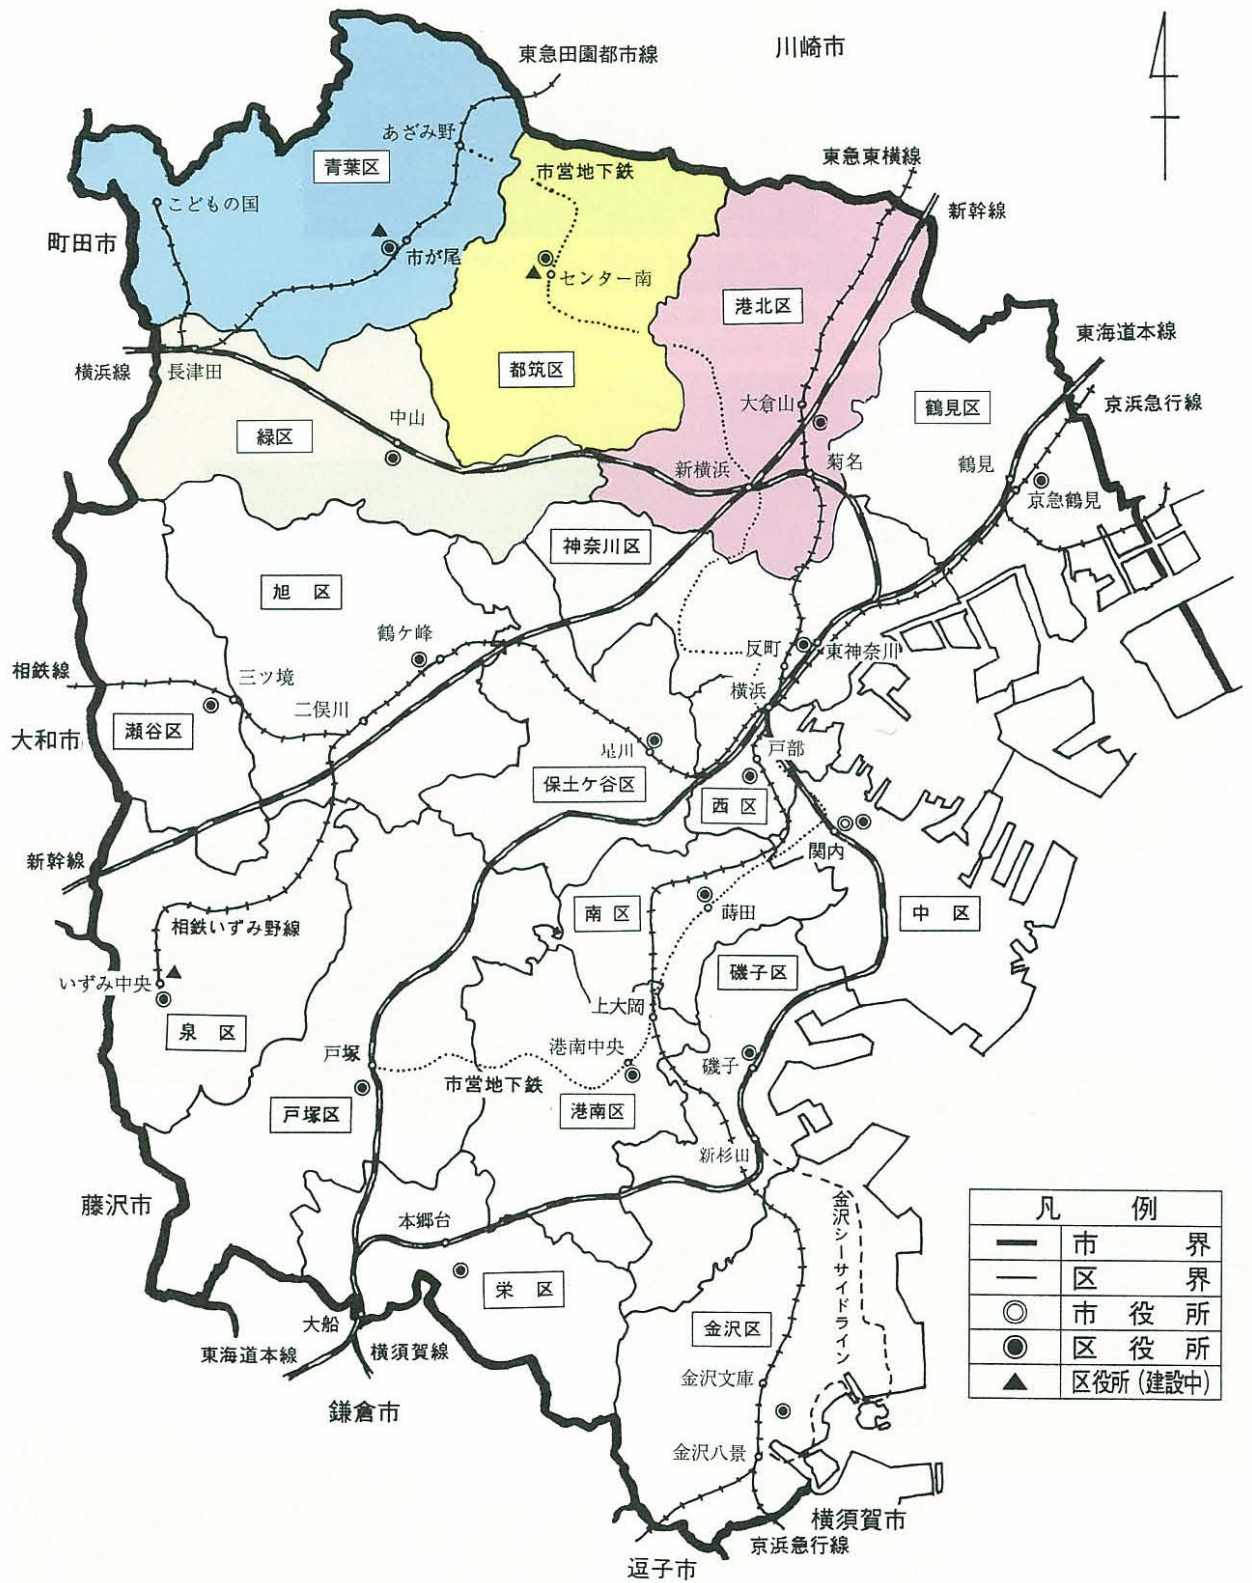 川崎市
東急田園都市線
あざみ野
青葉区
市営地下鉄
東急東横線
新幹線
こどもの国
町田市
市が尾
センター南
港北区
東海道本線
横浜線
長津田
都筑区
京浜急行線
大倉山
鶴見区
中山
緑区
新横浜
菊名
鶴見
京急鶴見
神奈川区
旭 区
鶴ケ峰
反町
東神奈川
相鉄線
三ツ境
横浜
二俣川
瀬谷区
大和市
星川
戸部
保土ケ谷区
西 区
関内
新幹線
南 区
蒔田
中 区
相鉄いずみ野線
磯子区
いずみ中央
上大岡
泉 区
戸塚
港南中央
磯子
市営地下鉄
戸塚区
港南区
新杉山
藤沢市
本郷台
金沢シーサイドライン
栄 区
大船
金沢区
東海道本線
横須賀線
金沢文庫
鎌倉市
金沢八景
横須賀市
京浜急行線
逗子市
凡 例
市 界
区 界
市 役 所
区 役 所
区役所(建設中)